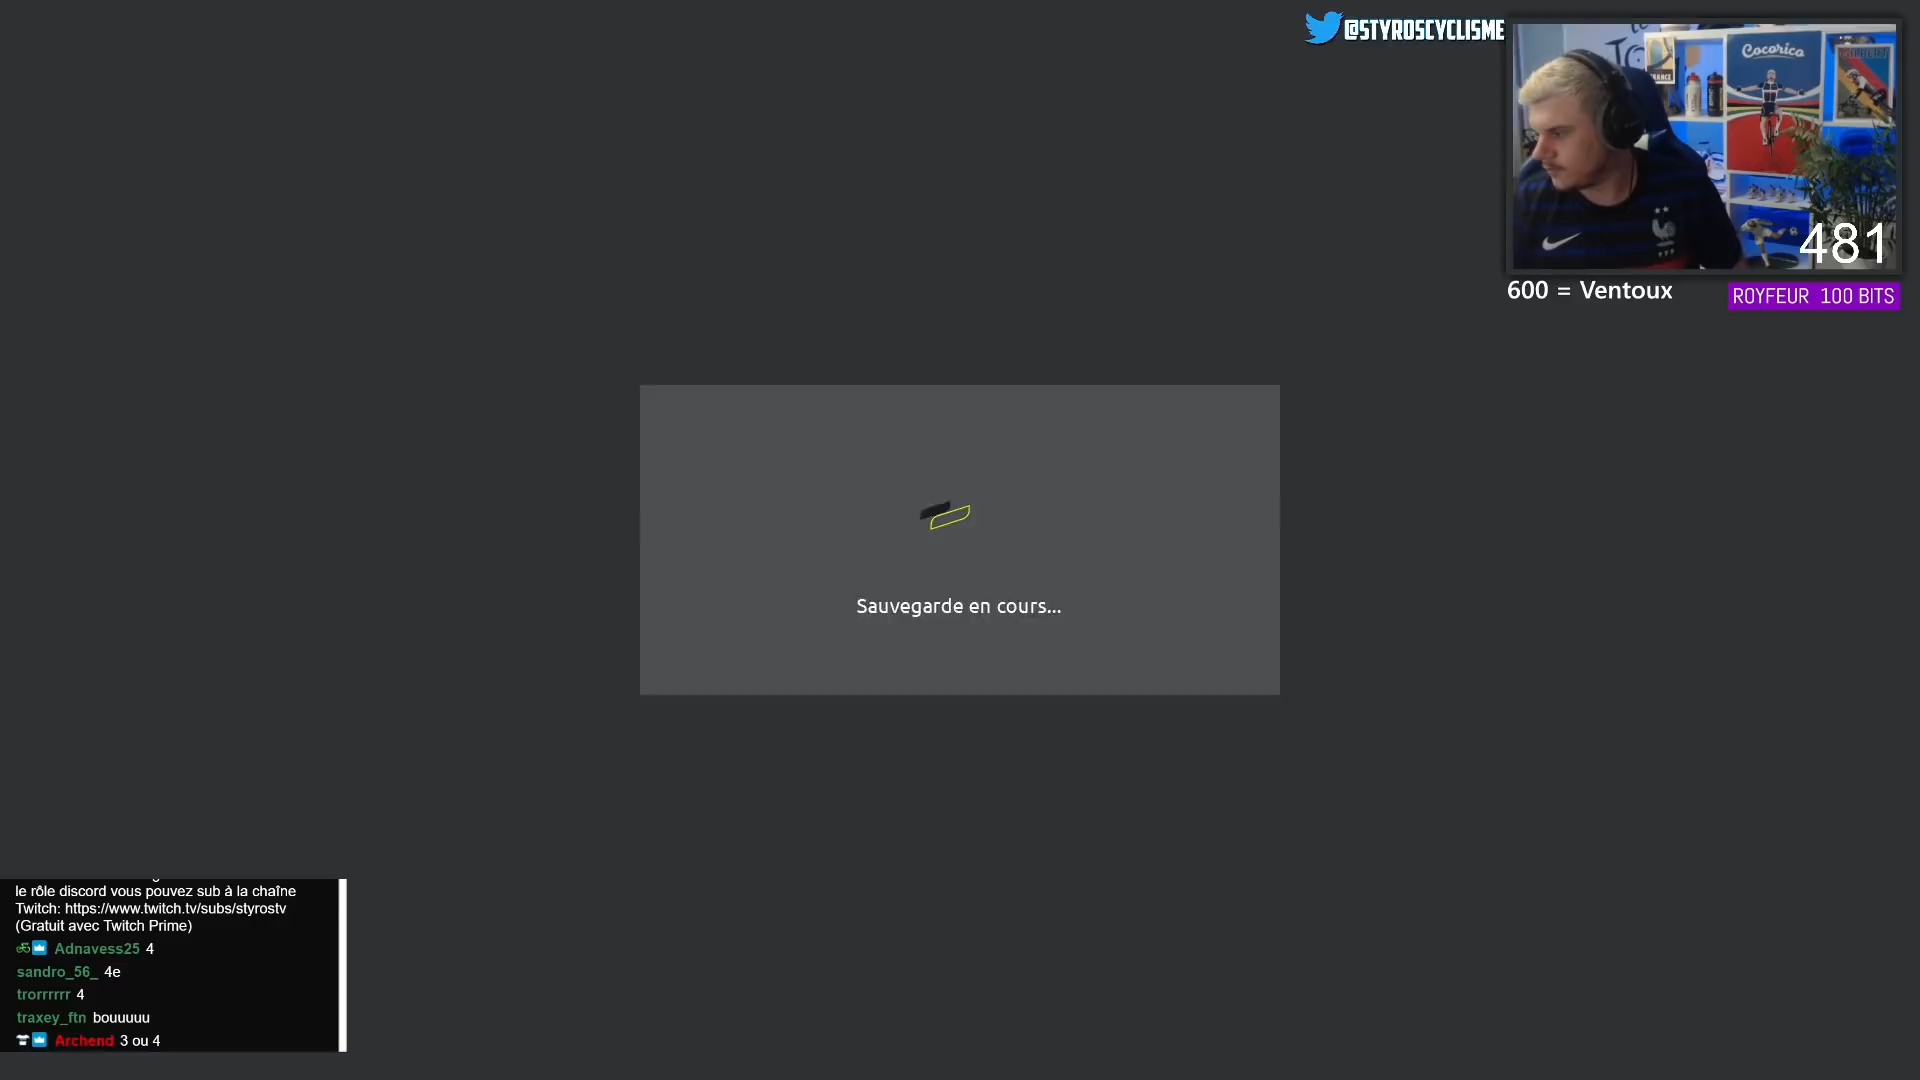 @STYROSCYCLISME
Cocorico
481
600 = Ventoux
ROYFEUR 100 BITS
Sauvegarde en cours...
le rôle discord vous pouvez sub à la chaîne
Twitch: https://www.twitch.tv/subs/styrostv
(Gratuit avec Twitch Prime)
Adnavess25 4
sandro_56_ 4e
trorrrrrr 4
traxey_ftn bouuuuu
Archend 3 ou 4